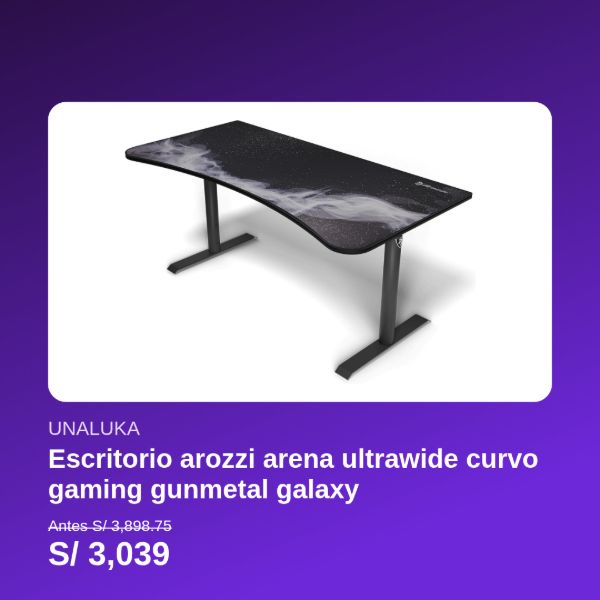 UNALUKA
Escritorio arozzi arena ultrawide curvo
gaming gunmetal galaxy
Antes S/ 3,898.75
S/ 3,039